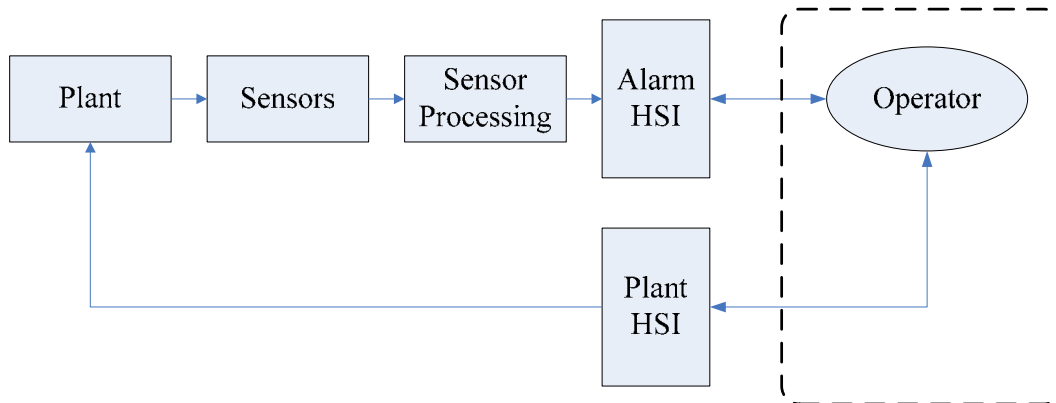 Plant
Sensors
Sensor
Processing
Alarm
HSI
Operator
Plant
HSI